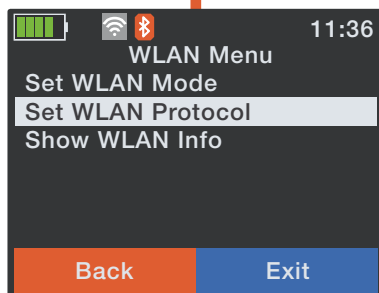 11:36
WLAN Menu
Set WLAN Mode
Set WLAN Protocol
Show WLAN Info
Back Exit